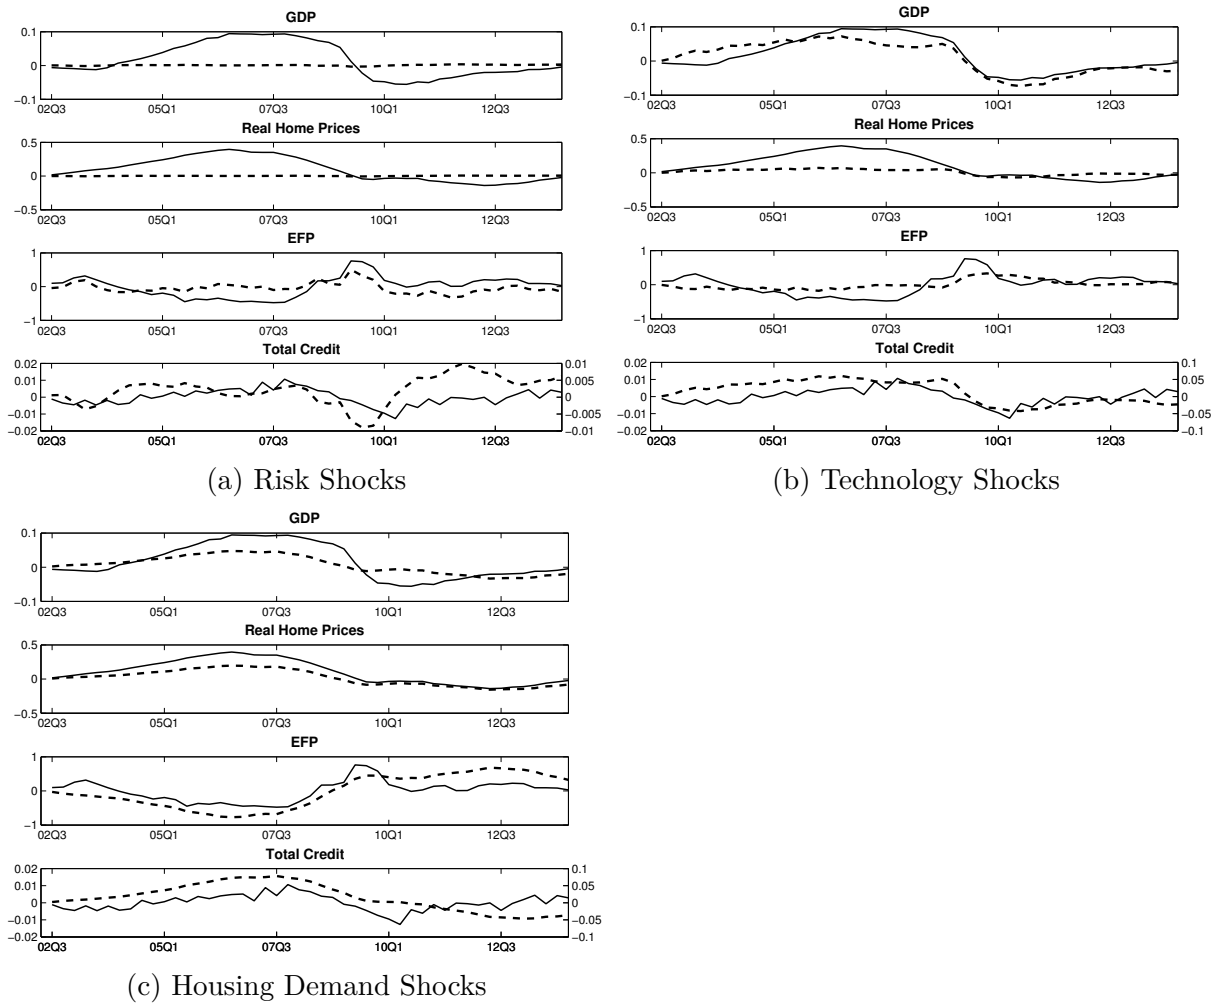 GDP
0.1
0
−0.1
02Q3 05Q1 07Q3 10Q1 12Q3
Real Home Prices
0.5
0
−0.5
02Q3 05Q1 07Q3 10Q1 12Q3
EFP
1
0
−1
02Q3 05Q1 07Q3 10Q1 12Q3
Total Credit
0.02 0.01
0.01 0.005
0 0
−0.01 −0.005
−0.02 −0.01
02Q3 05Q1 07Q3 10Q1 12Q3
(a) Risk Shocks
GDP
0.1
0
−0.1
02Q3 05Q1 07Q3 10Q1 12Q3
Real Home Prices
0.5
0
−0.5
02Q3 05Q1 07Q3 10Q1 12Q3
EFP
1
0
−1
02Q3 05Q1 07Q3 10Q1 12Q3
Total Credit
0.02 0.1
0.01 0.05
0 0
−0.01 −0.05
−0.02 −0.1
02Q3 05Q1 07Q3 10Q1 12Q3
(b) Technology Shocks
GDP
0.1
0
−0.1
02Q3 05Q1 07Q3 10Q1 12Q3
Real Home Prices
0.5
0
−0.5
02Q3 05Q1 07Q3 10Q1 12Q3
EFP
1
0
−1
02Q3 05Q1 07Q3 10Q1 12Q3
Total Credit
0.02 0.1
0.01 0.05
0 0
−0.01 −0.05
−0.02 −0.1
02Q3 05Q1 07Q3 10Q1 12Q3
(c) Housing Demand Shocks